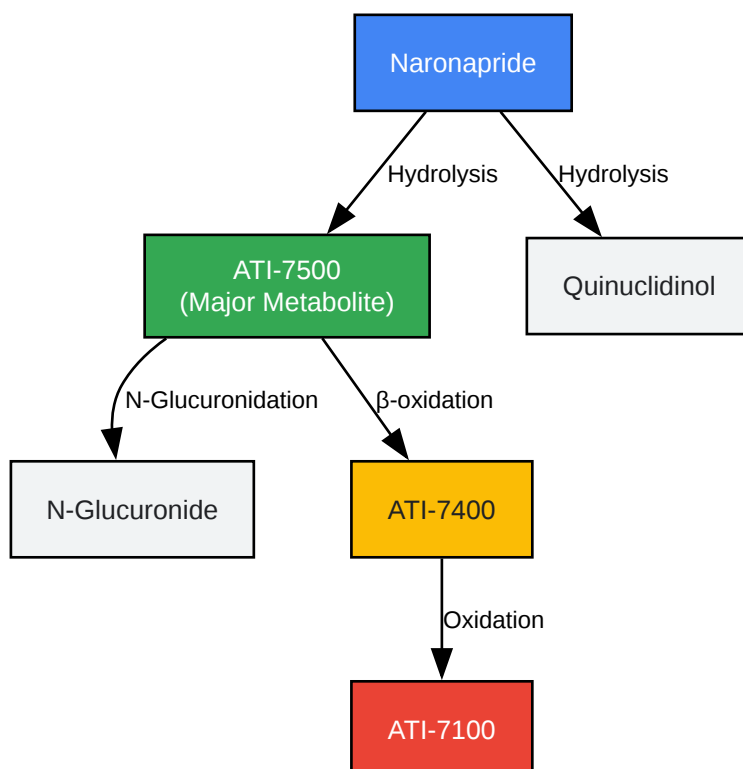 Naronapride
Hydrolysis
Hydrolysis
ATI-7500
(Major Metabolite)
Quinuclidinol
N-Glucuronidation
β-oxidation
N-Glucuronide
ATI-7400
Oxidation
ATI-7100